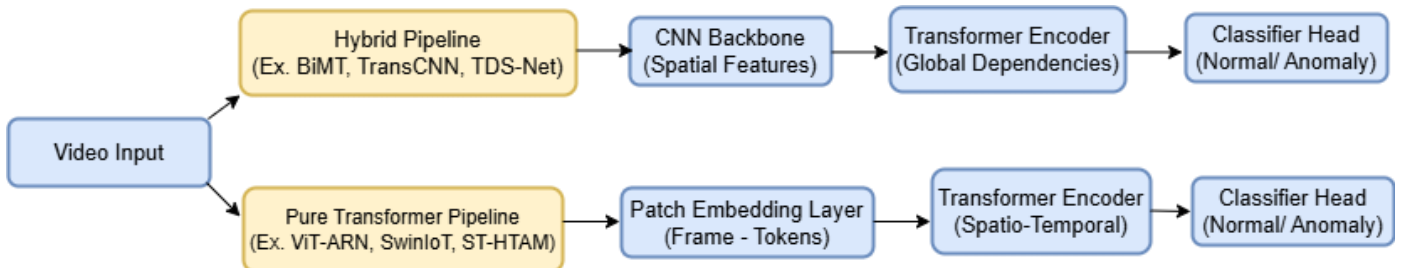 Hybrid Pipeline
(Ex. BiMT, TransCNN, TDS-Net)
CNN Backbone
(Spatial Features)
Transformer Encoder
(Global Dependencies)
Classifier Head
(Normal/ Anomaly)
Video Input
Pure Transformer Pipeline
(Ex. ViT-ARN, SwinIoT, ST-HTAM)
Patch Embedding Layer
(Frame - Tokens)
Transformer Encoder
(Spatio-Temporal)
Classifier Head
(Normal/ Anomaly)